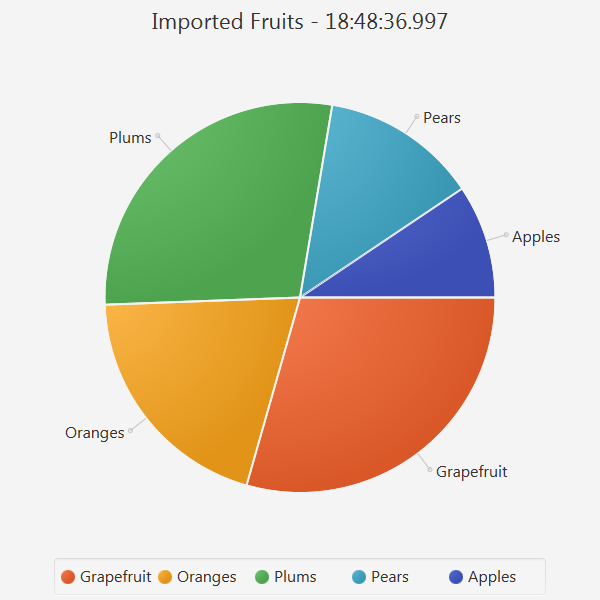 Imported Fruits - 18:48:36.997
Pears
Plums
Apples
Oranges
Grapefruit
Grapefruit Oranges Plums Pears Apples